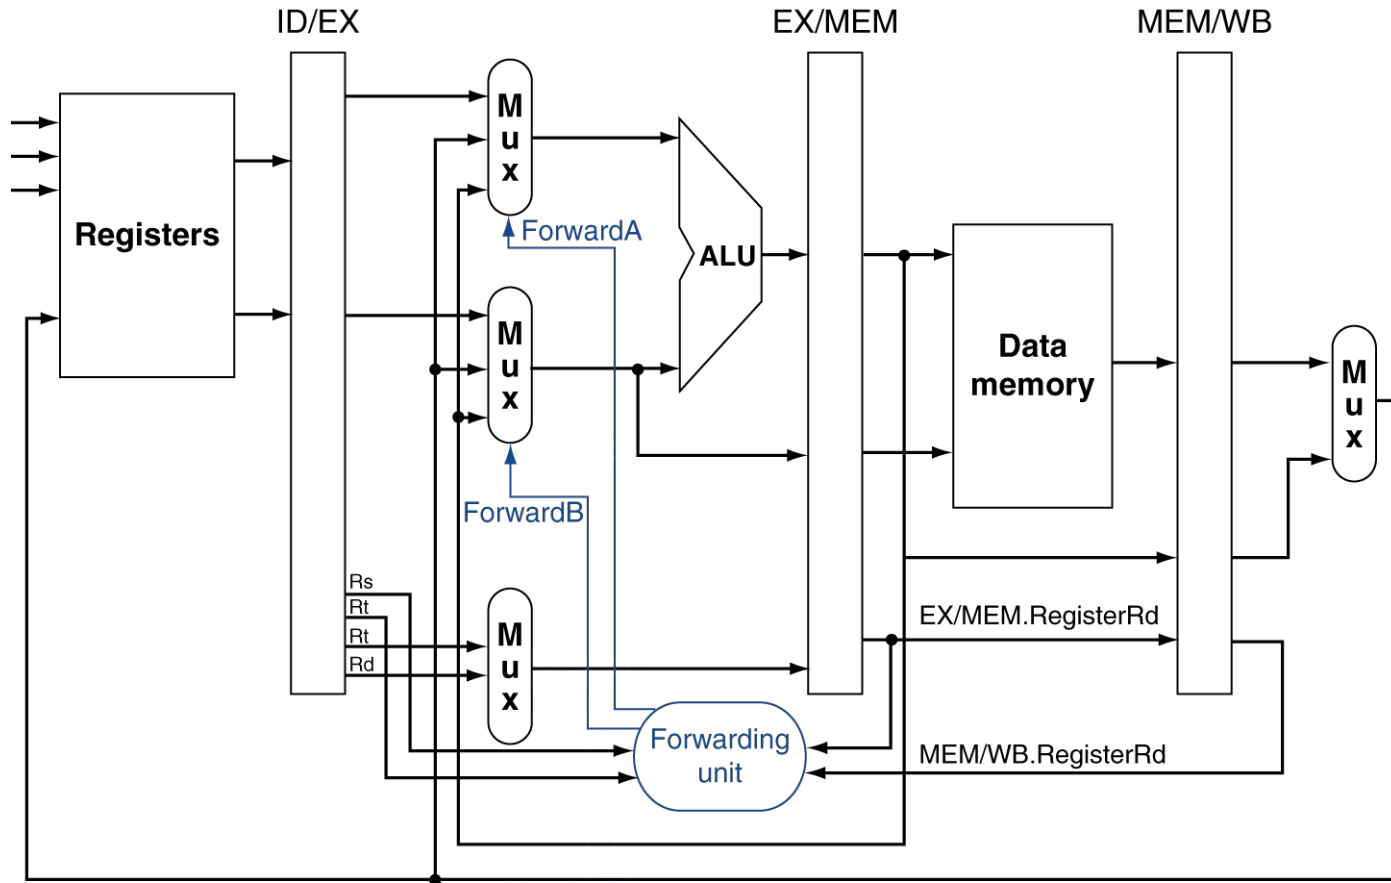 ID/EX
EX/MEM
MEM/WB
M
u
x
Registers
ForwardA
ALU
M
u
x
Data
memory
M
u
x
ForwardB
Rs
Rt
Rt
Rd
M
u
x
EX/MEM.RegisterRd
Forwarding
unit
MEM/WB.RegisterRd